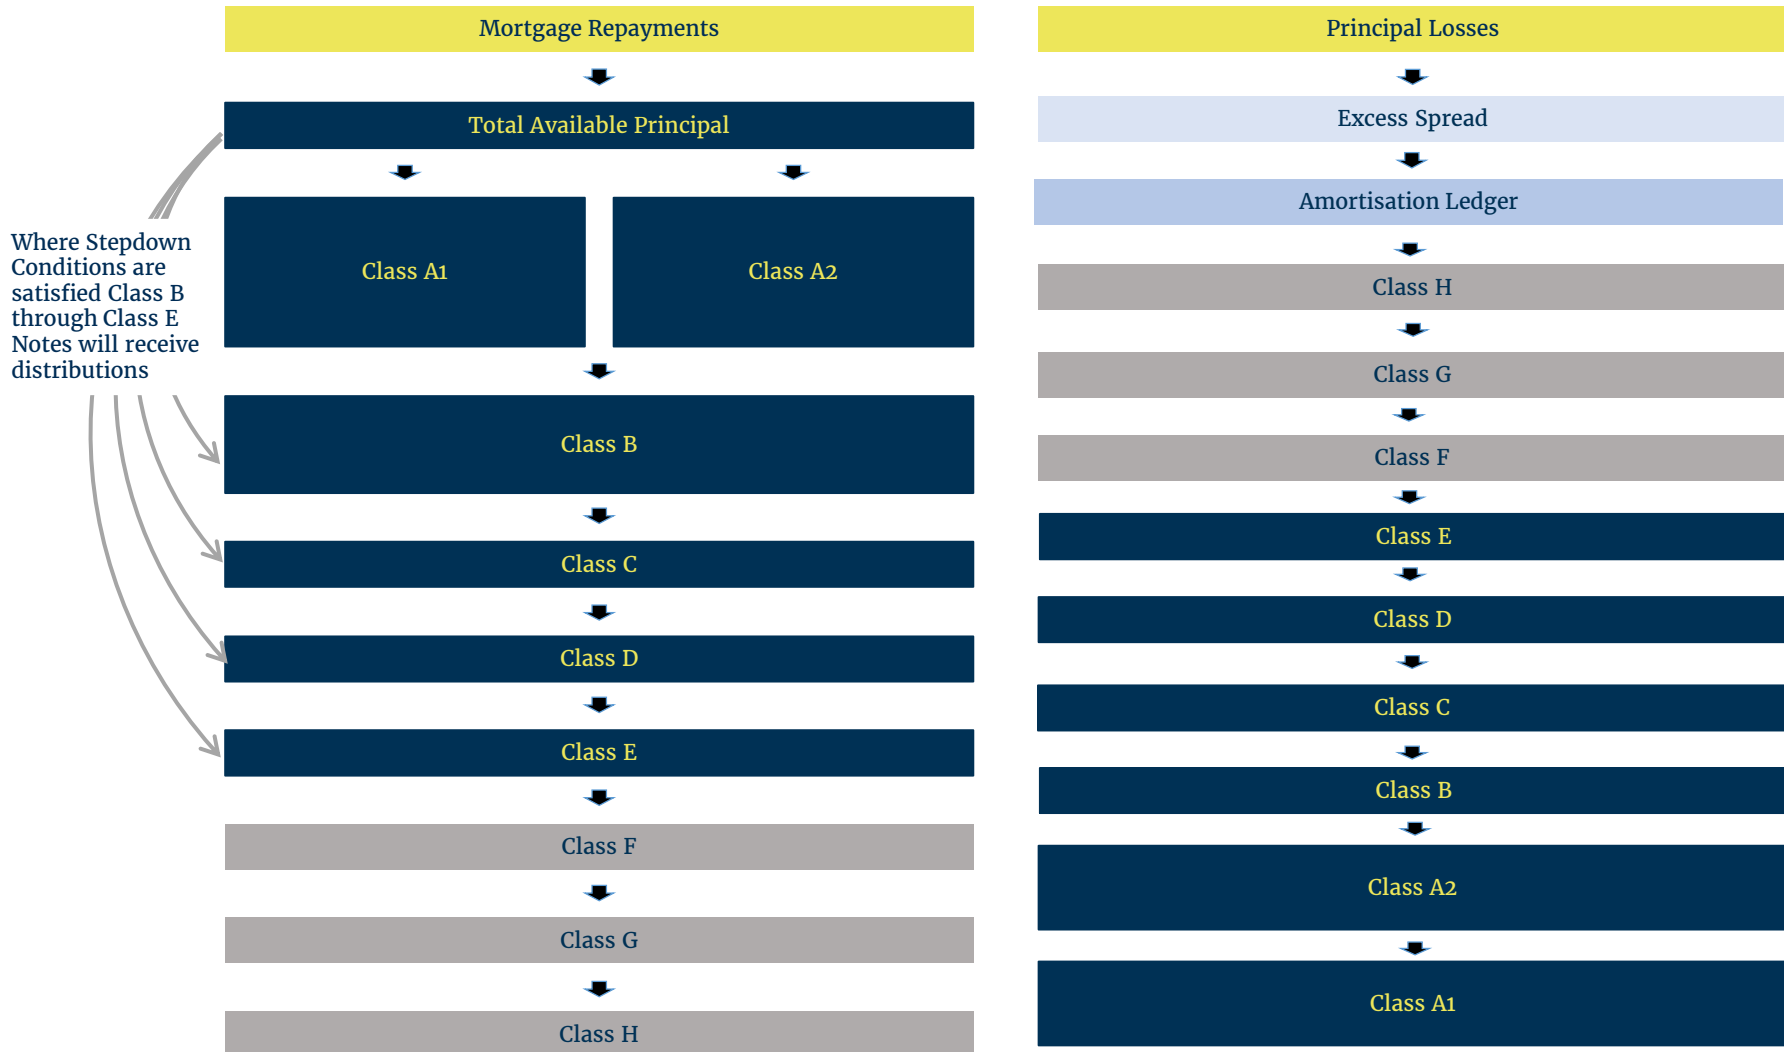 Mortgage Repayments
Total Available Principal
Class A1
Class A2
Where Stepdown
Conditions are
satisfied Class B
through Class E
Notes will receive
distributions
Class B
Class C
Class D
Class E
Class F
Class G
Class H
Principal Losses
Excess Spread
Amortisation Ledger
Class H
Class G
Class F
Class E
Class D
Class C
Class B
Class A2
Class A1